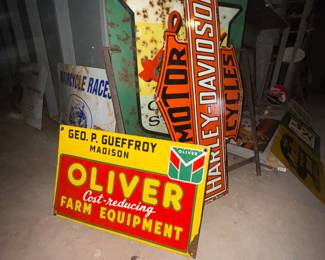 MOTORCYCLE RACES
MOTOR
HARLEY-DAVIDSON
CYCLES
GEO. P. GUEFFROY
MADISON
OLIVER
OLIVER
Cost-reducing
FARM EQUIPMENT